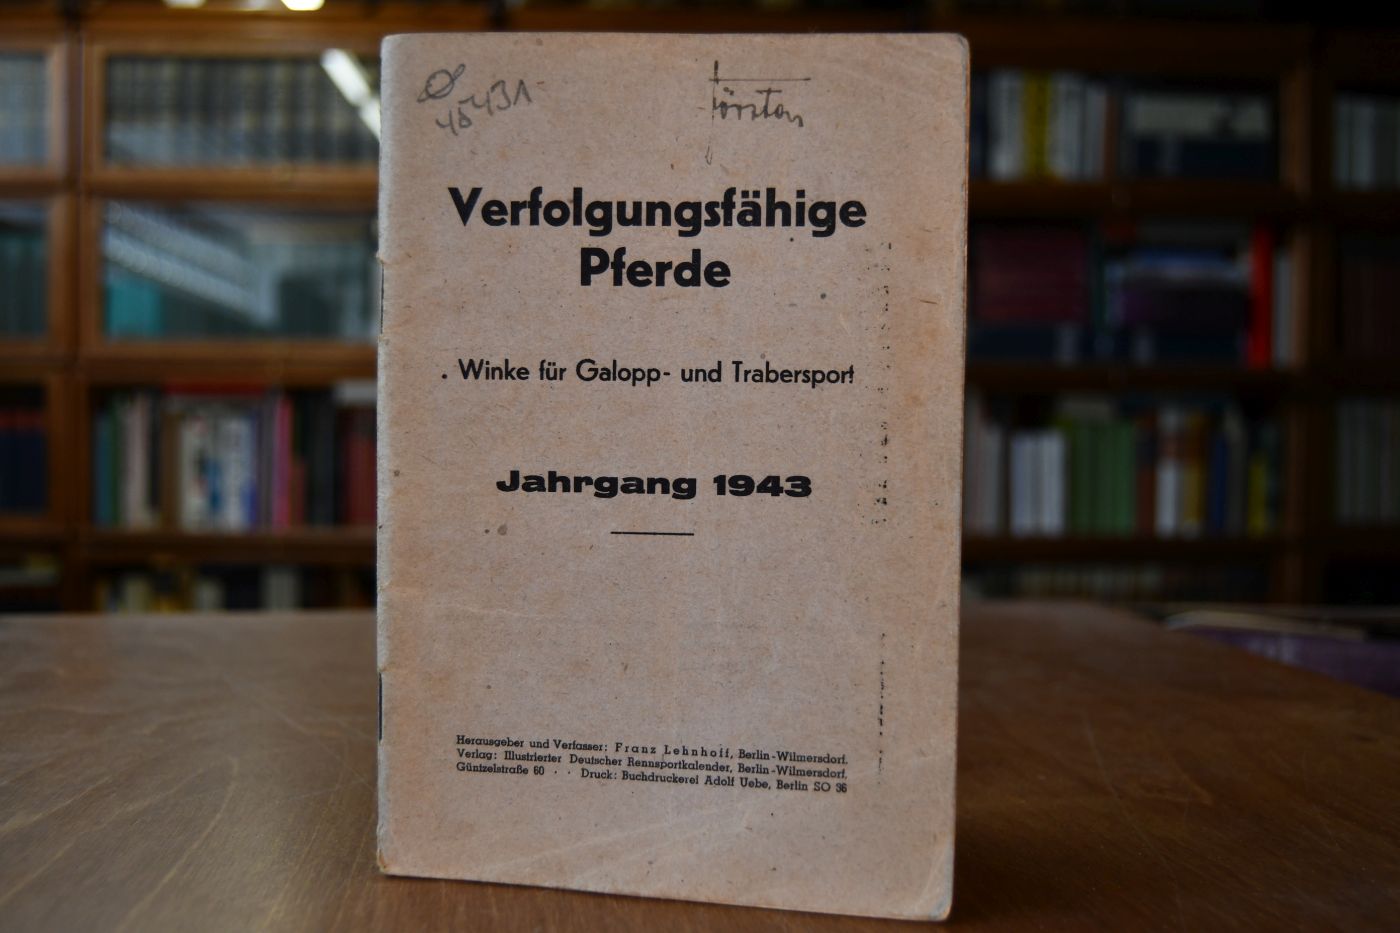 45431
Verfolgungsfähige
Pferde
Winke für Galopp- und Trabersport
Jahrgang 1943
Herausgeber und Verfasser: Franz Lehnhoff, Berlin-Wilmersdorf.
Verlag: Illustrierter Deutscher Rennsportkalender, Berlin-Wilmersdorf,
Güntzelstraße 60 · · Druck: Buchdruckerei Adolf Uebe, Berlin SO 36